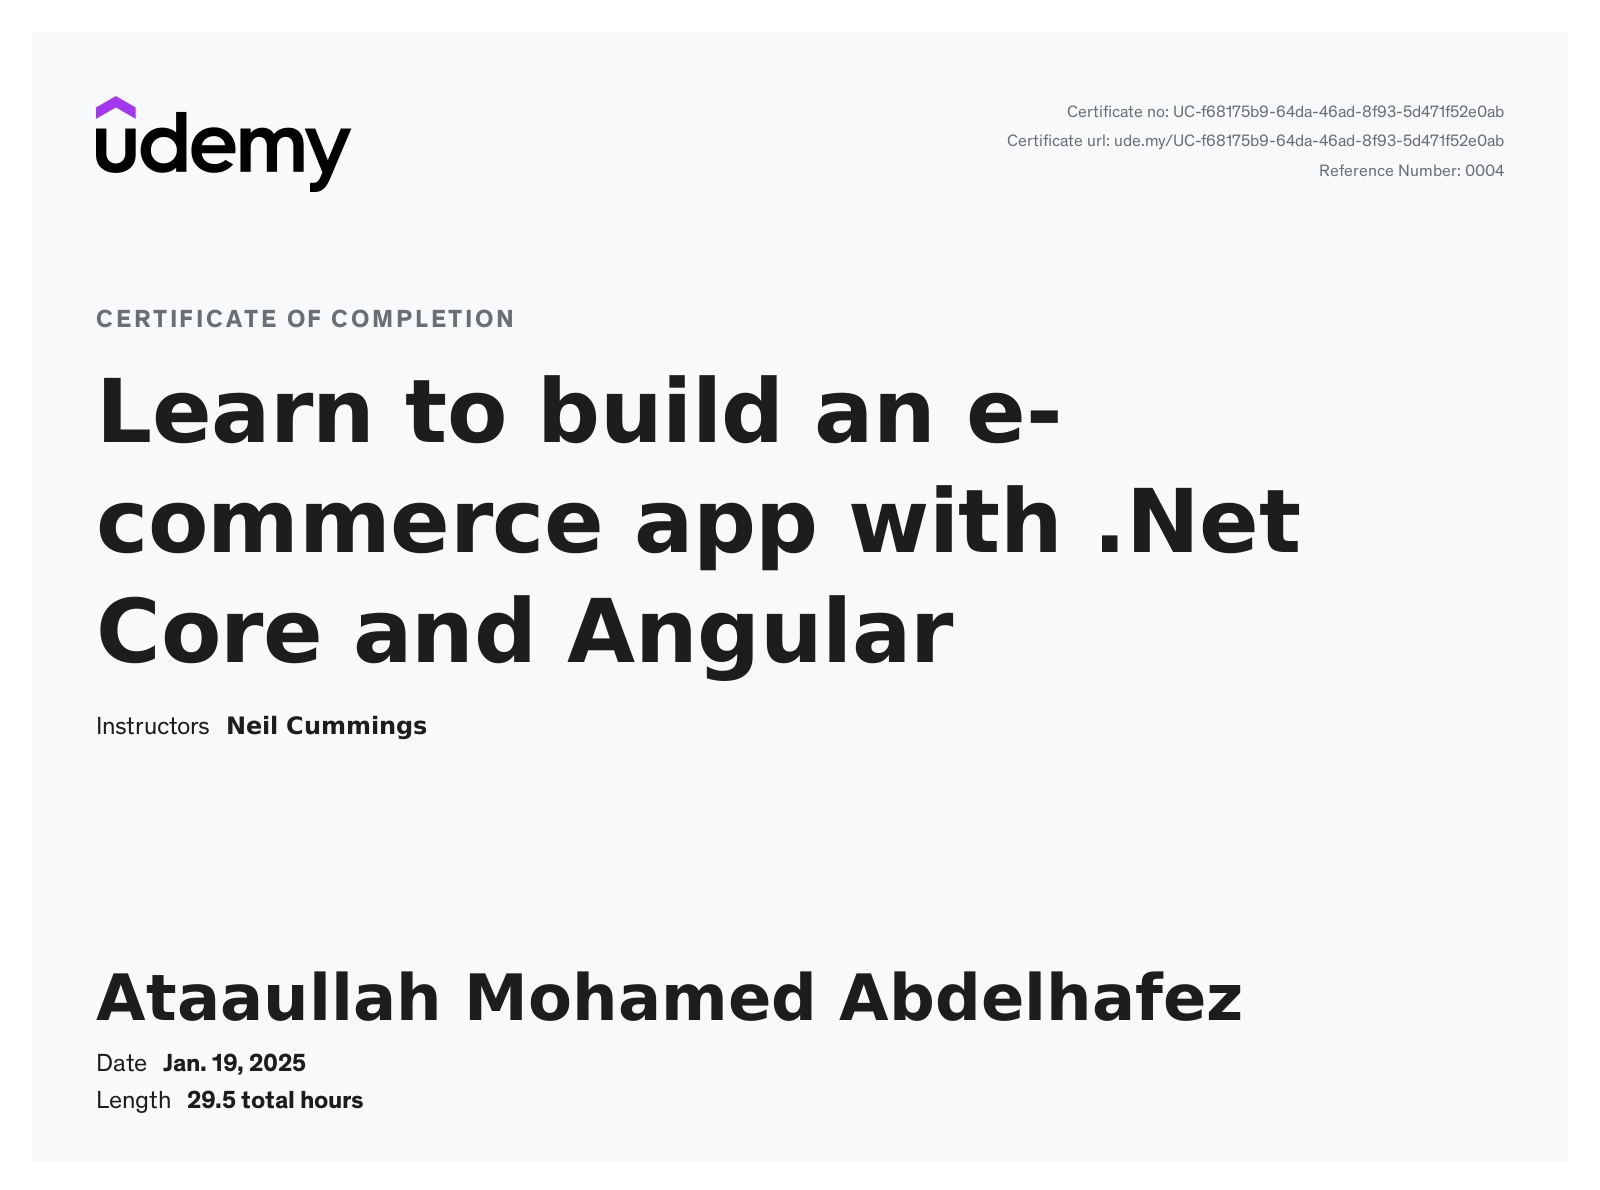 udemy
Certificate no: UC-f68175b9-64da-46ad-8f93-5d471f52e0ab
Certificate url: ude.my/UC-f68175b9-64da-46ad-8f93-5d471f52e0ab
Reference Number: 0004
CERTIFICATE OF COMPLETION
Learn to build an e-
commerce app with .Net
Core and Angular
Instructors Neil Cummings
Ataaullah Mohamed Abdelhafez
Date Jan. 19, 2025
Length 29.5 total hours